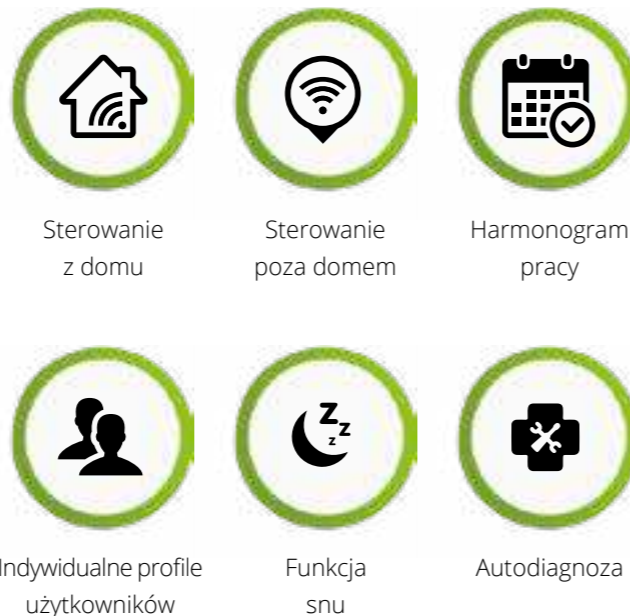 Sterowanie
z domu
Sterowanie
poza domem
Harmonogram
pracy
Indywidualne profile
użytkowników
Funkcja
snu
Autodiagnoza